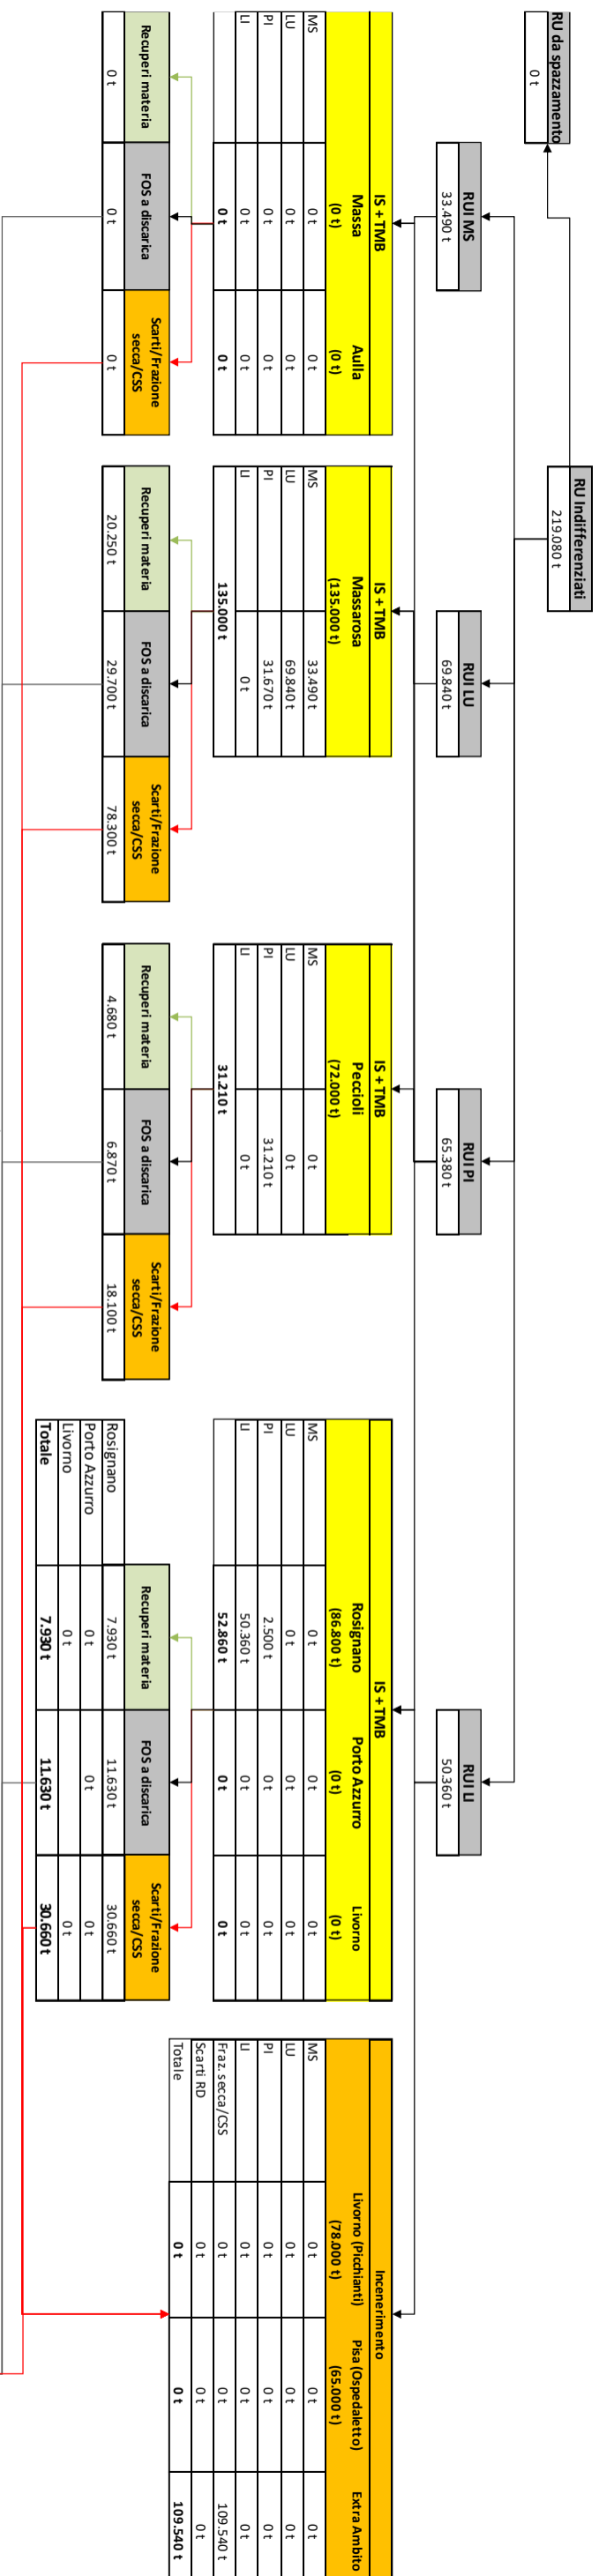 RU Indifferenziati
219.080 t
RU da spazzamento
0 t
RUI MS
33.490 t
RUI LU
69.840 t
RUI PI
65.380 t
RUI LI
50.360 t
IS + TMB
Massa Aulla
(0 t) (0 t)
MS 0 t 0 t
LU 0 t 0 t
PI 0 t 0 t
LI 0 t 0 t
0 t 0 t
IS + TMB
Massarosa
(135.000 t)
MS 33.490 t
LU 69.840 t
PI 31.670 t
LI 0 t
135.000 t
IS + TMB
Peccioli
(72.000 t)
MS 0 t
LU 0 t
PI 31.210 t
LI 0 t
31.210 t
IS + TMB
Rosignano Porto Azzurro Livorno
(86.800 t) (0 t) (0 t)
MS 0 t 0 t 0 t
LU 0 t 0 t 0 t
PI 2.500 t 0 t 0 t
LI 50.360 t 0 t 0 t
52.860 t 0 t 0 t
Incenerimento
Livorno (Picchianti) Pisa (Ospedaletto) Extra Ambito
(78.000 t) (65.000 t)
MS 0 t 0 t 0 t
LU 0 t 0 t 0 t
PI 0 t 0 t 0 t
LI 0 t 0 t 0 t
Fraz. secca/CSS 0 t 0 t 109.540 t
Scarti RD 0 t 0 t 0 t
Totale 0 t 0 t 109.540 t
Recuperi materia FOS a discarica Scarti/Frazione
secca/CSS
0 t 0 t 0 t
Recuperi materia FOS a discarica Scarti/Frazione
secca/CSS
20.250 t 29.700 t 78.300 t
Recuperi materia FOS a discarica Scarti/Frazione
secca/CSS
4.680 t 6.870 t 18.100 t
Recuperi materia FOS a discarica Scarti/Frazione
secca/CSS
Rosignano 7.930 t 11.630 t 30.660 t
Porto Azzurro 0 t 0 t 0 t
Livorno 0 t 0 t
Totale 7.930 t 11.630 t 30.660 t